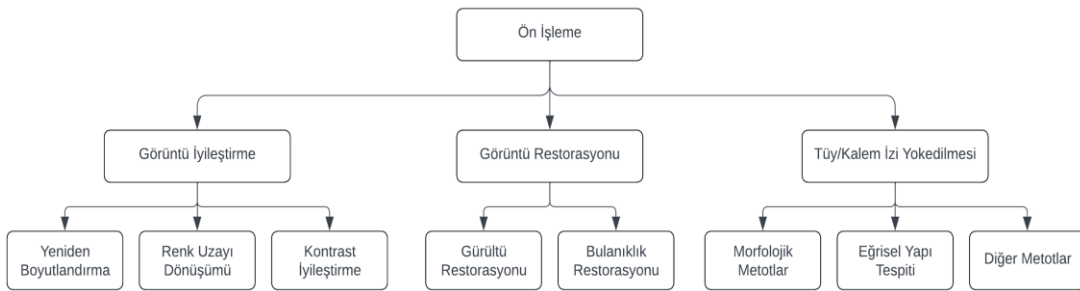 Ön İşleme
Görüntü İyileştirme
Görüntü Restorasyonu
Tüy/Kalem İzi Yokedilmesi
Yeniden
Boyutlandırma
Renk Uzayı
Dönüşümü
Kontrast
İyileştirme
Gürültü
Restorasyonu
Bulanıklık
Restorasyonu
Morfolojik
Metotlar
Eğrisel Yapı
Tespiti
Diğer Metotlar